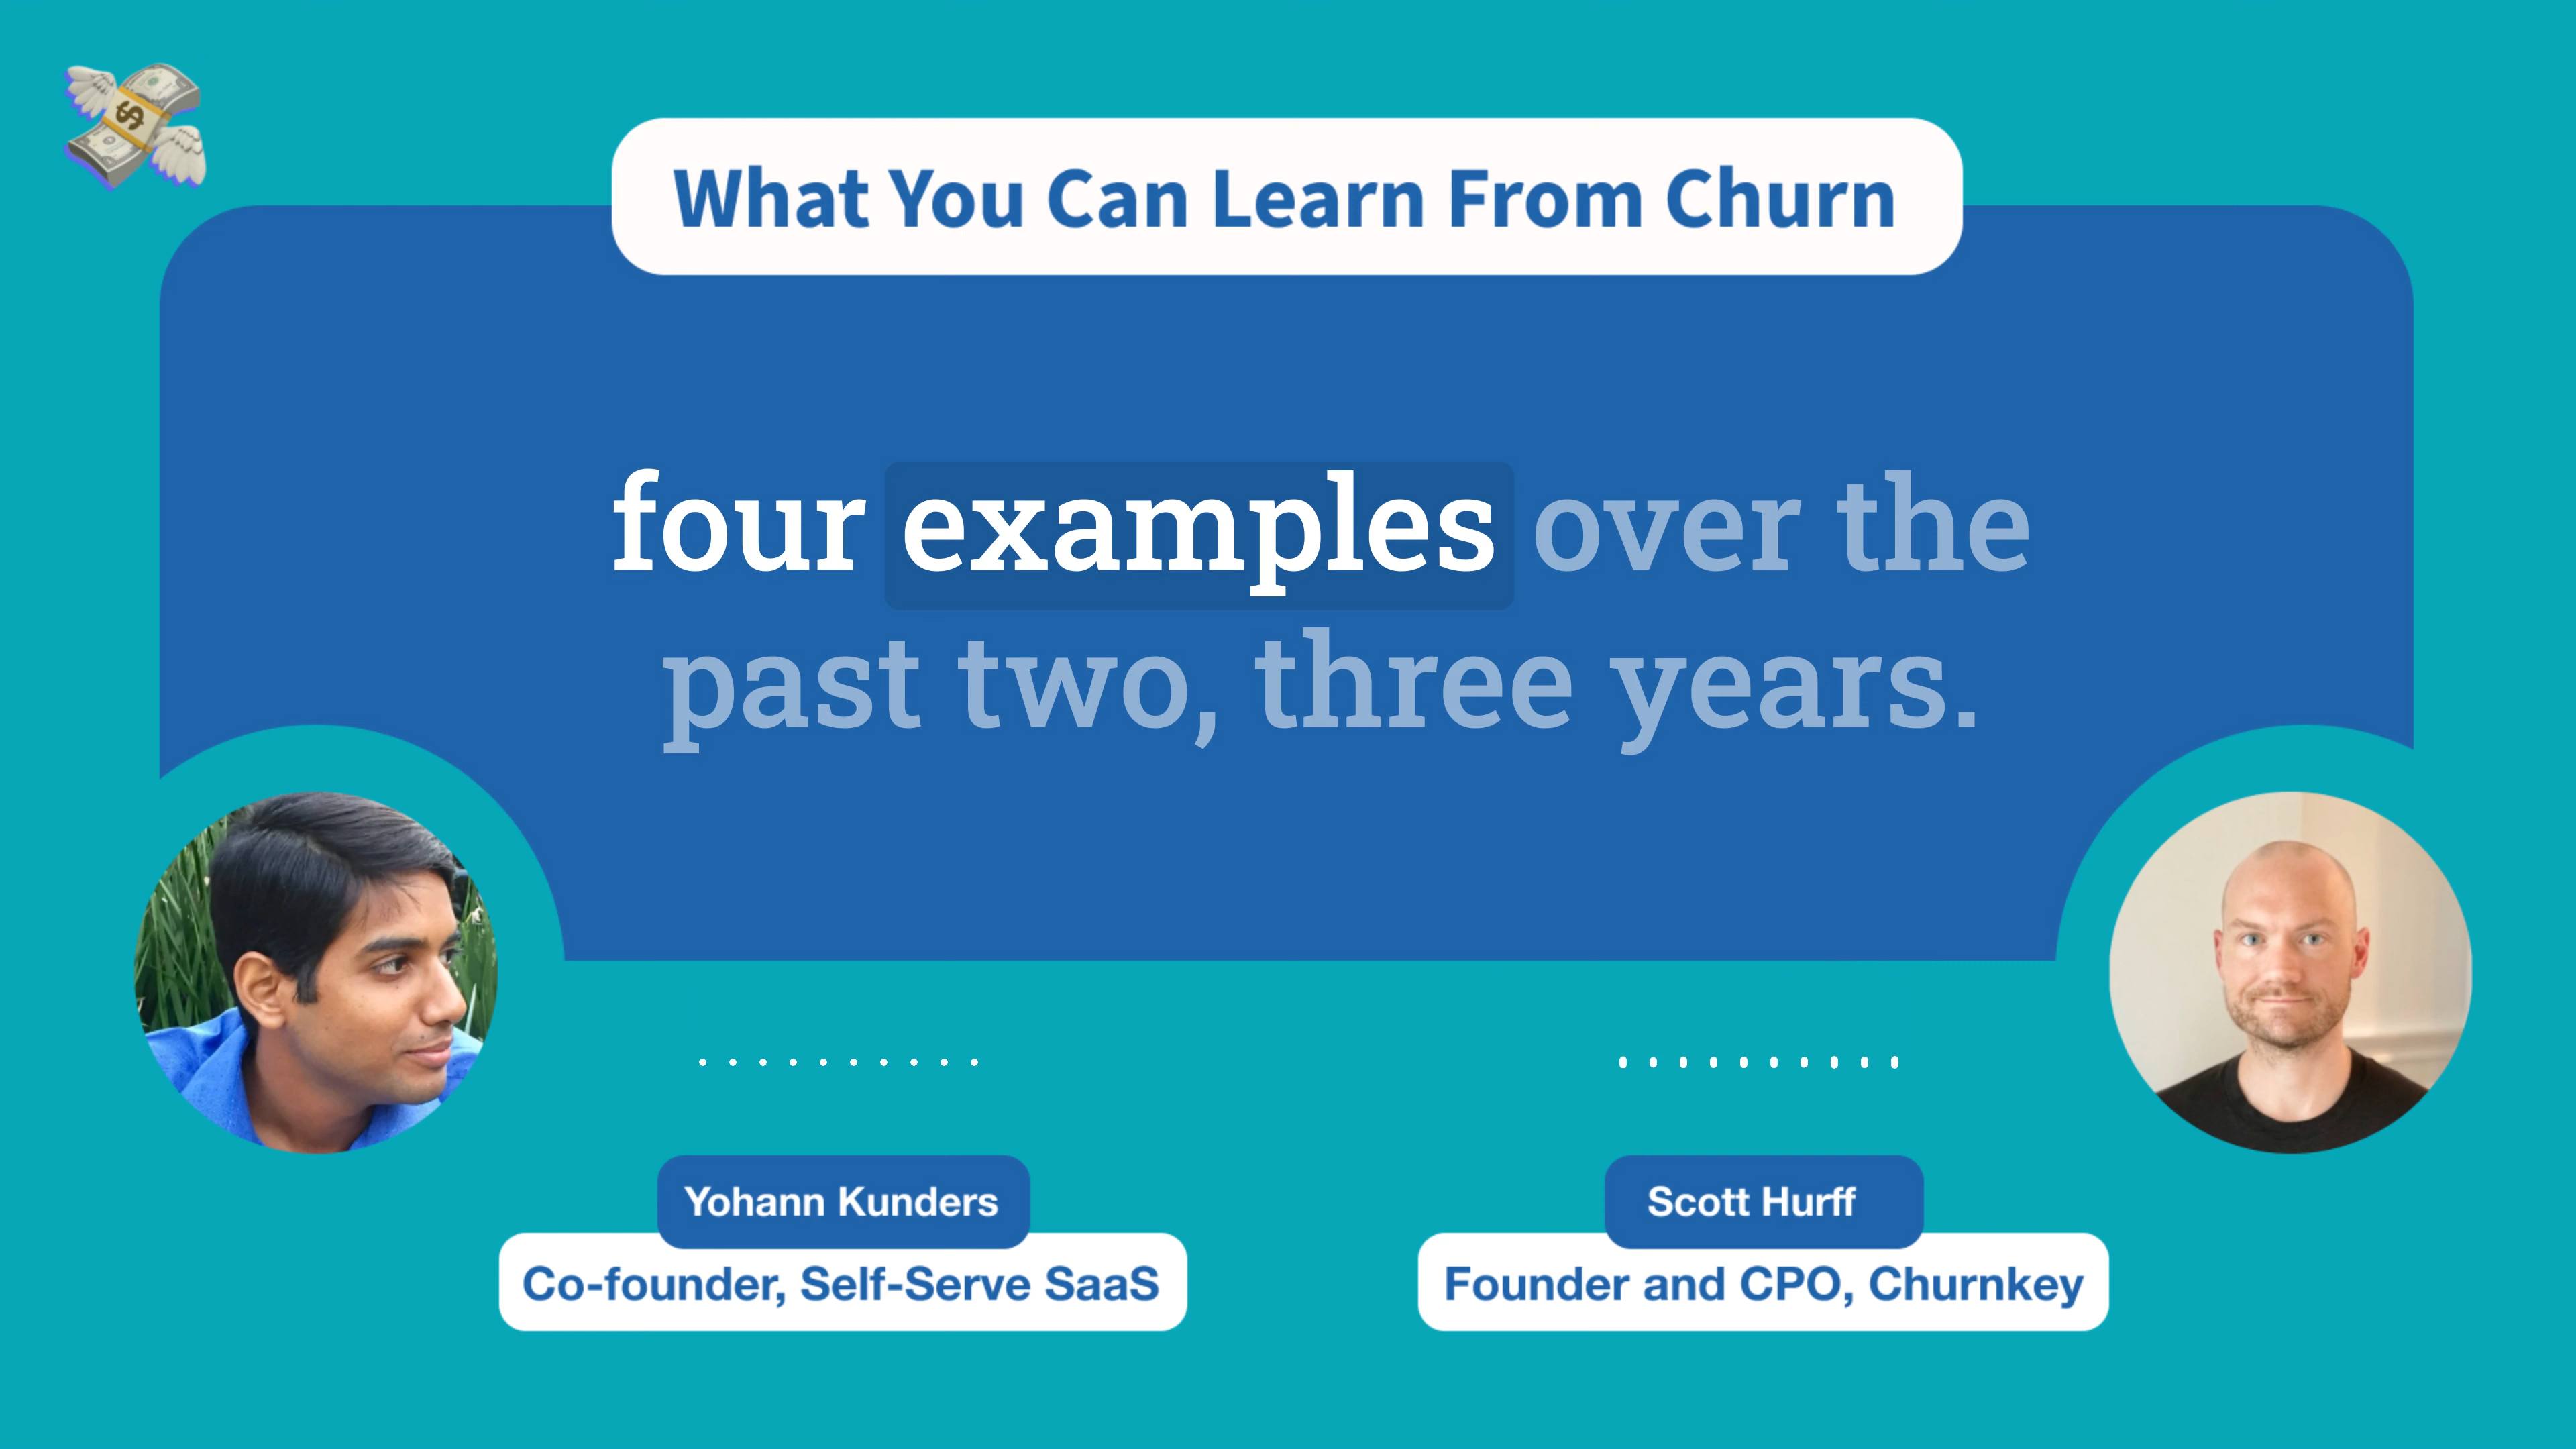 What You Can Learn From Churn
four examples over the
past two, three years.
Yohann Kunders
Co-founder, Self-Serve SaaS
Scott Hurff
Founder and CPO, Churnkey